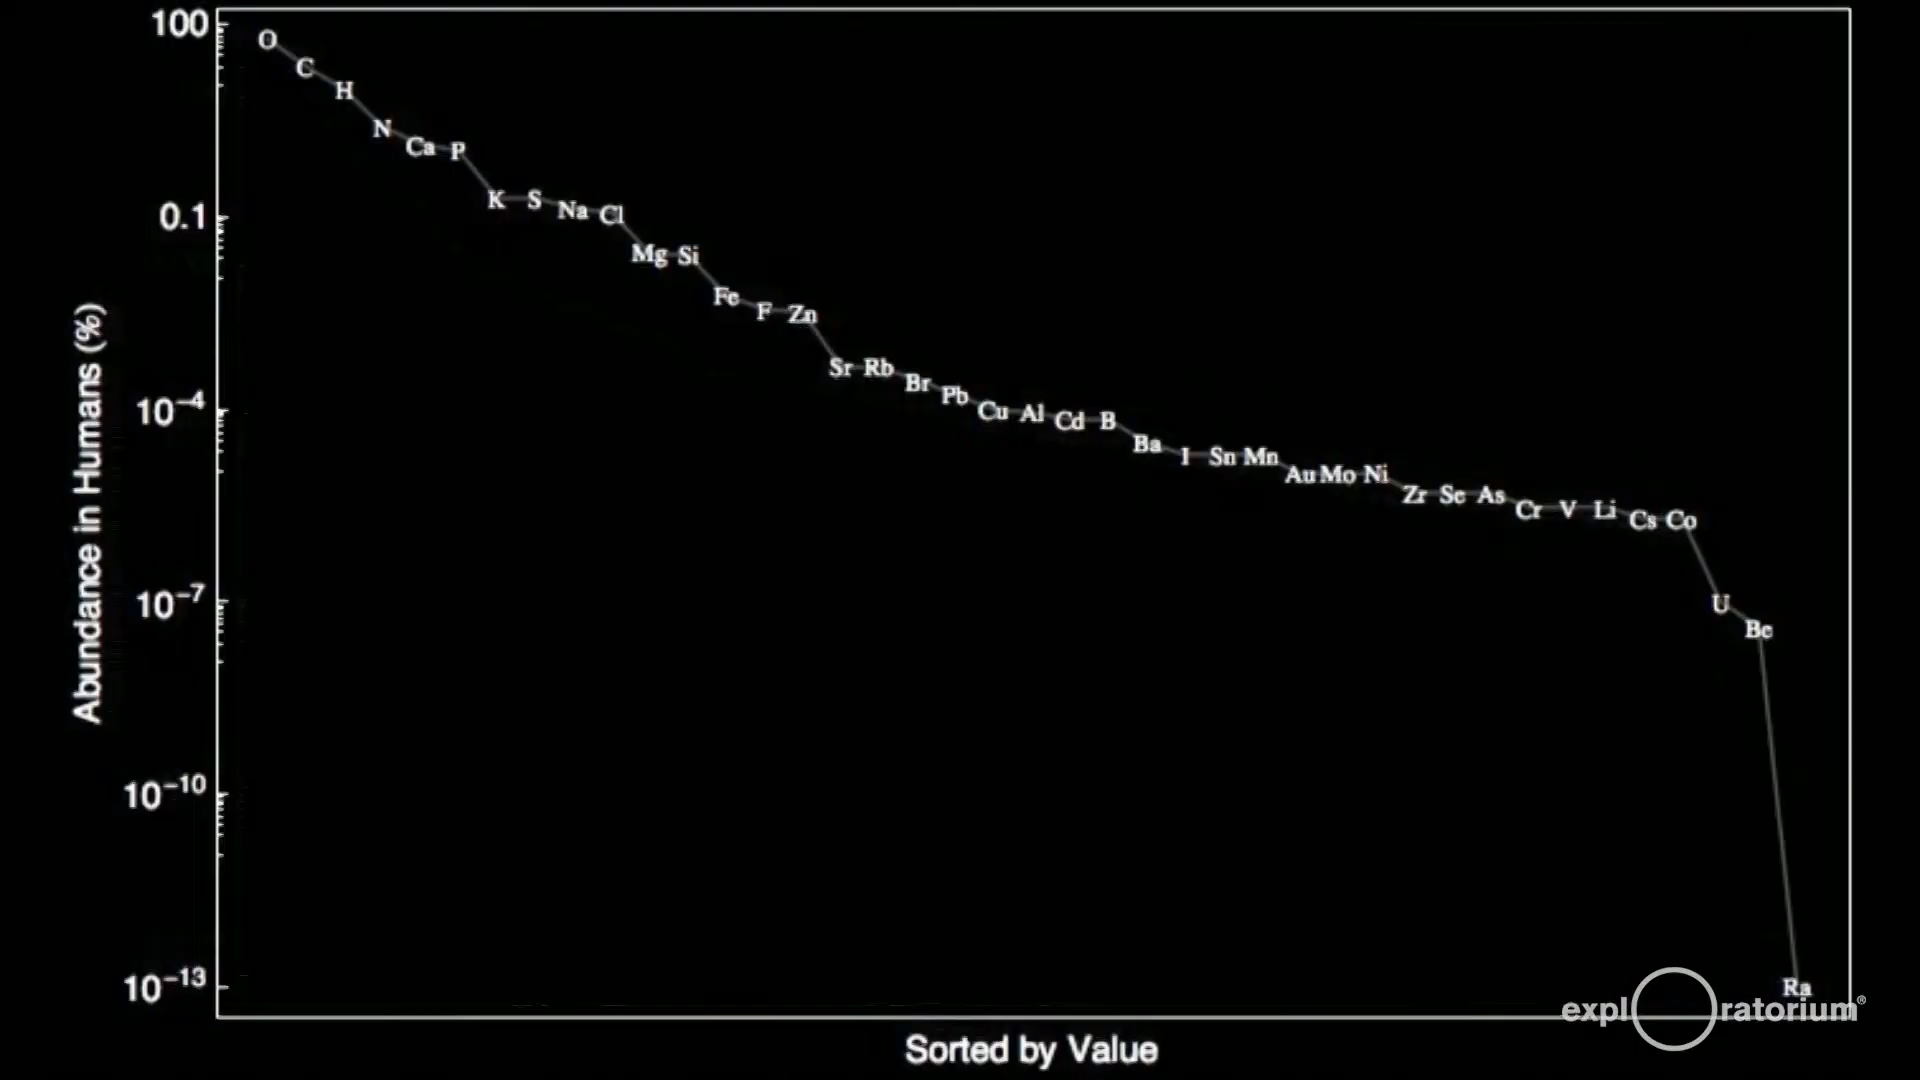 100
0.1
10⁻⁴
10⁻⁷
10⁻¹⁰
10⁻¹³
Abundance in Humans (%)
O
C
H
N
Ca
P
K
S
Na
Cl
Mg
Si
Fe
F
Zn
Sr
Rb
Br
Pb
Cu
Al
Cd
B
Ba
I
Sn
Mn
Au
Mo
Ni
Zr
Se
As
Cr
V
Li
Cs
Co
U
Be
Ra
Sorted by Value
expl ratorium®